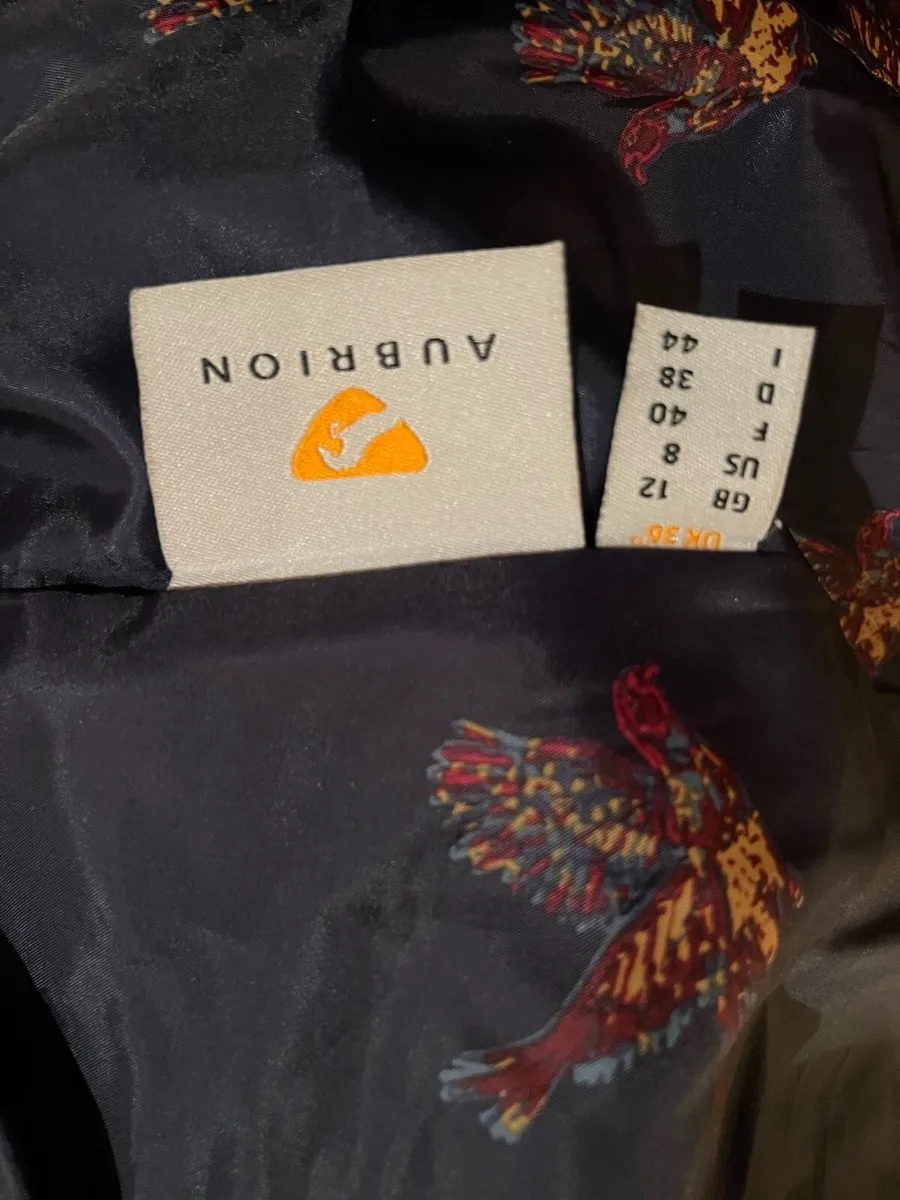 AUBRION
UK 36"
GB 12
US 8
F 40
D 38
I 44